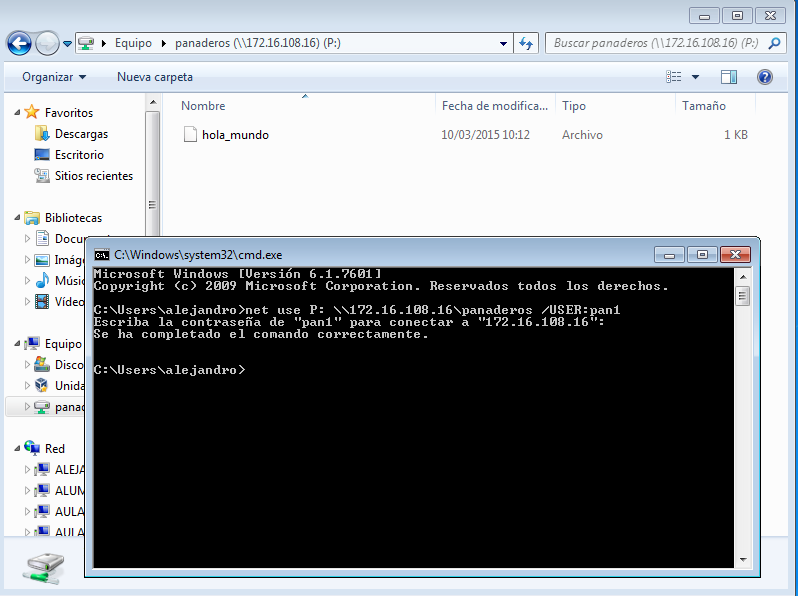 Equipo ▸ panaderos (\\172.16.108.16) (P:)
Buscar panaderos (\\172.16.108.16) (P:)
Organizar
Nueva carpeta
Favoritos
Descargas
Escritorio
Sitios recientes
Bibliotecas
Docu
Imág
Músic
Vídeo
Equipo
Disco
Unida
panad
Red
ALEJA
ALUM
AULA
AULA
Nombre
Fecha de modifica...
Tipo
Tamaño
hola_mundo
10/03/2015 10:12
Archivo
1 KB
C:\Windows\system32\cmd.exe
Microsoft Windows [Versión 6.1.7601]
Copyright (c) 2009 Microsoft Corporation. Reservados todos los derechos.
C:\Users\alejandro>net use P: \\172.16.108.16\panaderos /USER:pan1
Escriba la contraseña de "pan1" para conectar a "172.16.108.16":
Se ha completado el comando correctamente.
C:\Users\alejandro>